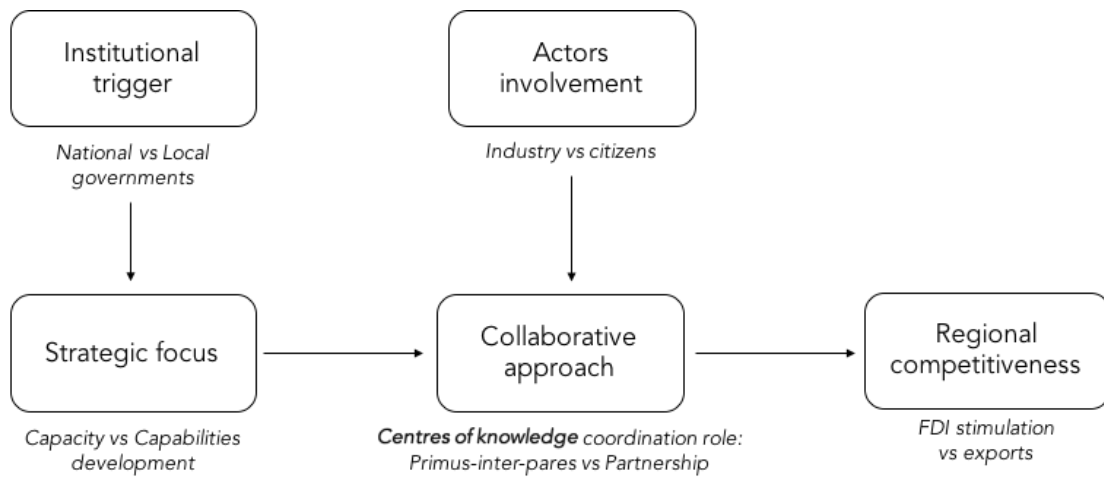 Institutional
trigger
National vs Local
governments
Actors
involvement
Industry vs citizens
Strategic focus
Capacity vs Capabilities
development
Collaborative
approach
Centres of knowledge coordination role:
Primus-inter-pares vs Partnership
Regional
competitiveness
FDI stimulation
vs exports